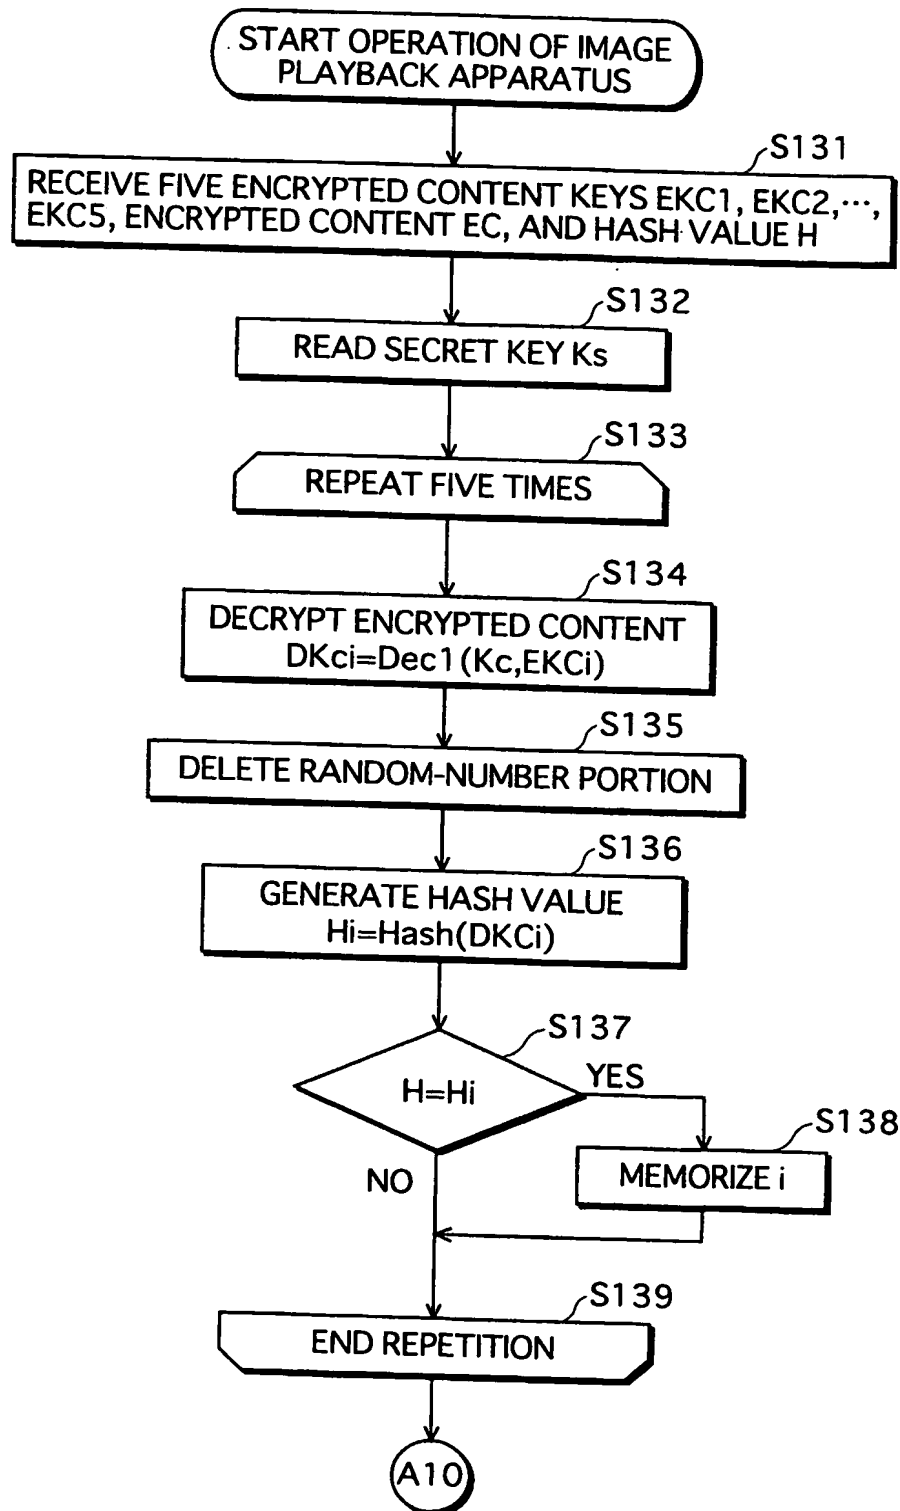 START OPERATION OF IMAGE
PLAYBACK APPARATUS
S131
RECEIVE FIVE ENCRYPTED CONTENT KEYS EKC1, EKC2,···,
EKC5, ENCRYPTED CONTENT EC, AND HASH VALUE H
S132
READ SECRET KEY Ks
S133
REPEAT FIVE TIMES
S134
DECRYPT ENCRYPTED CONTENT
DKci=Dec1(Kc,EKCi)
S135
DELETE RANDOM-NUMBER PORTION
S136
GENERATE HASH VALUE
Hi=Hash(DKCi)
S137
H=Hi
YES
S138
MEMORIZE i
NO
S139
END REPETITION
A10